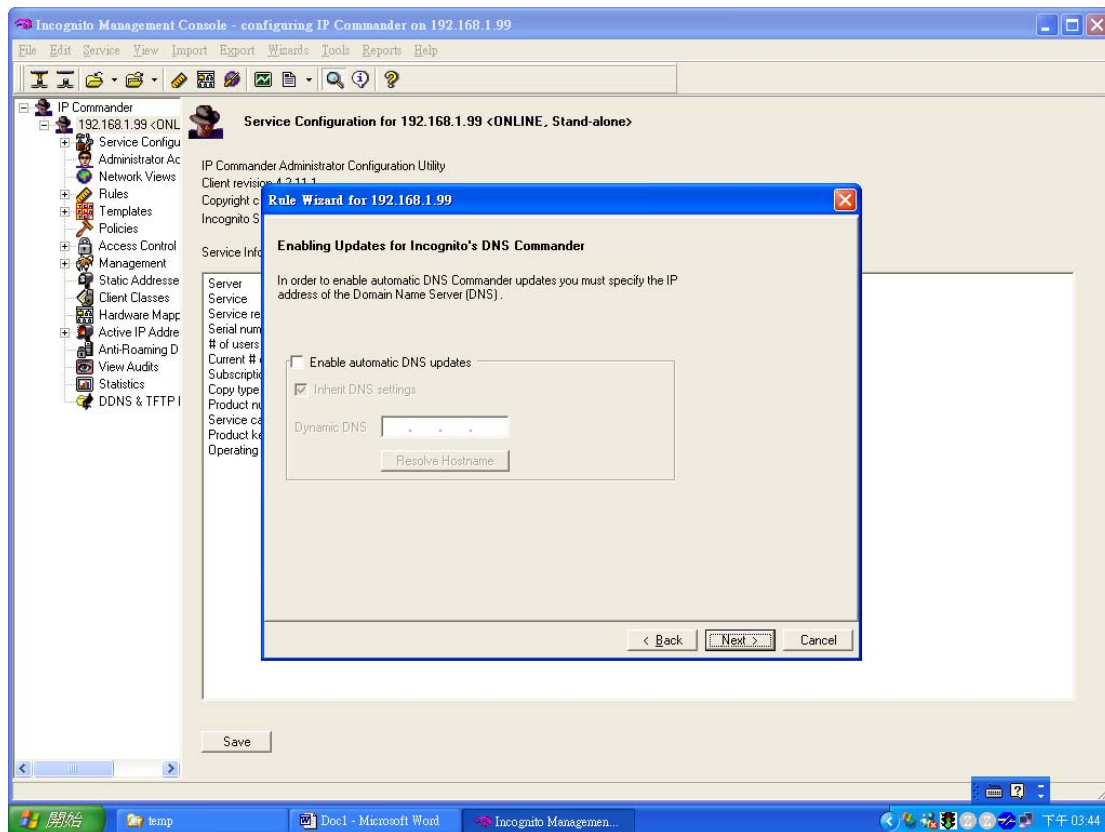 Incognito Management Console - configuring IP Commander on 192.168.1.99
File Edit Service View Import Export Wizards Tools Reports Help
IP Commander
192.168.1.99 <ONL
Service Configu
Administrator Ac
Network Views
Rules
Templates
Policies
Access Control
Management
Static Addresse
Client Classes
Hardware Mapp
Active IP Addre
Anti-Roaming D
View Audits
Statistics
DDNS & TFTP I
Service Configuration for 192.168.1.99 <ONLINE, Stand-alone>
IP Commander Administrator Configuration Utility
Client revision 4.2.11.1
Copyright c
Incognito S
Service Info
Server
Service
Service re
Serial num
# of users
Current #
Subscriptio
Copy type
Product nu
Service ca
Product ke
Operating
Rule Wizard for 192.168.1.99
Enabling Updates for Incognito's DNS Commander
In order to enable automatic DNS Commander updates you must specify the IP
address of the Domain Name Server (DNS) .
Enable automatic DNS updates
Inherit DNS settings
Dynamic DNS . . .
Resolve Hostname
< Back Next > Cancel
Save
開始 temp Doc1 - Microsoft Word Incognito Managemen... 下午 03:44